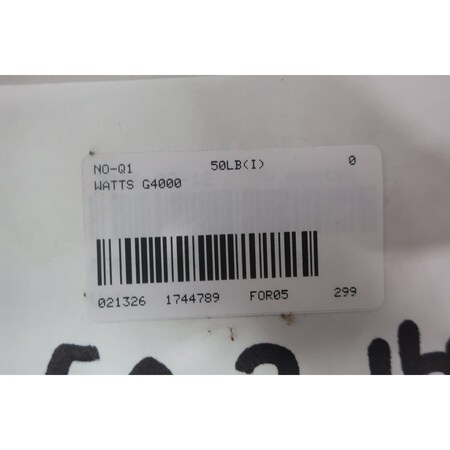 NO-Q1 50LB(I) 0
WATTS G4000
021326 1744789 FOR05 299